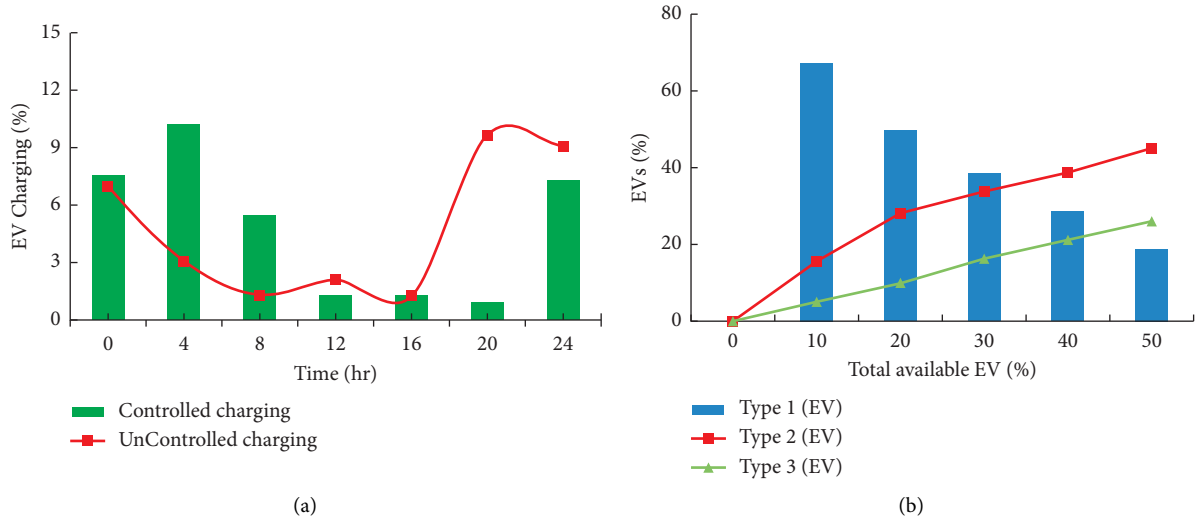 15
12
9
6
3
0
EV Charging (%)
0 4 8 12 16 20 24
Time (hr)
Controlled charging
UnControlled charging
(a)
80
60
40
20
0
EVs (%)
0 10 20 30 40 50
Total available EV (%)
Type 1 (EV)
Type 2 (EV)
Type 3 (EV)
(b)